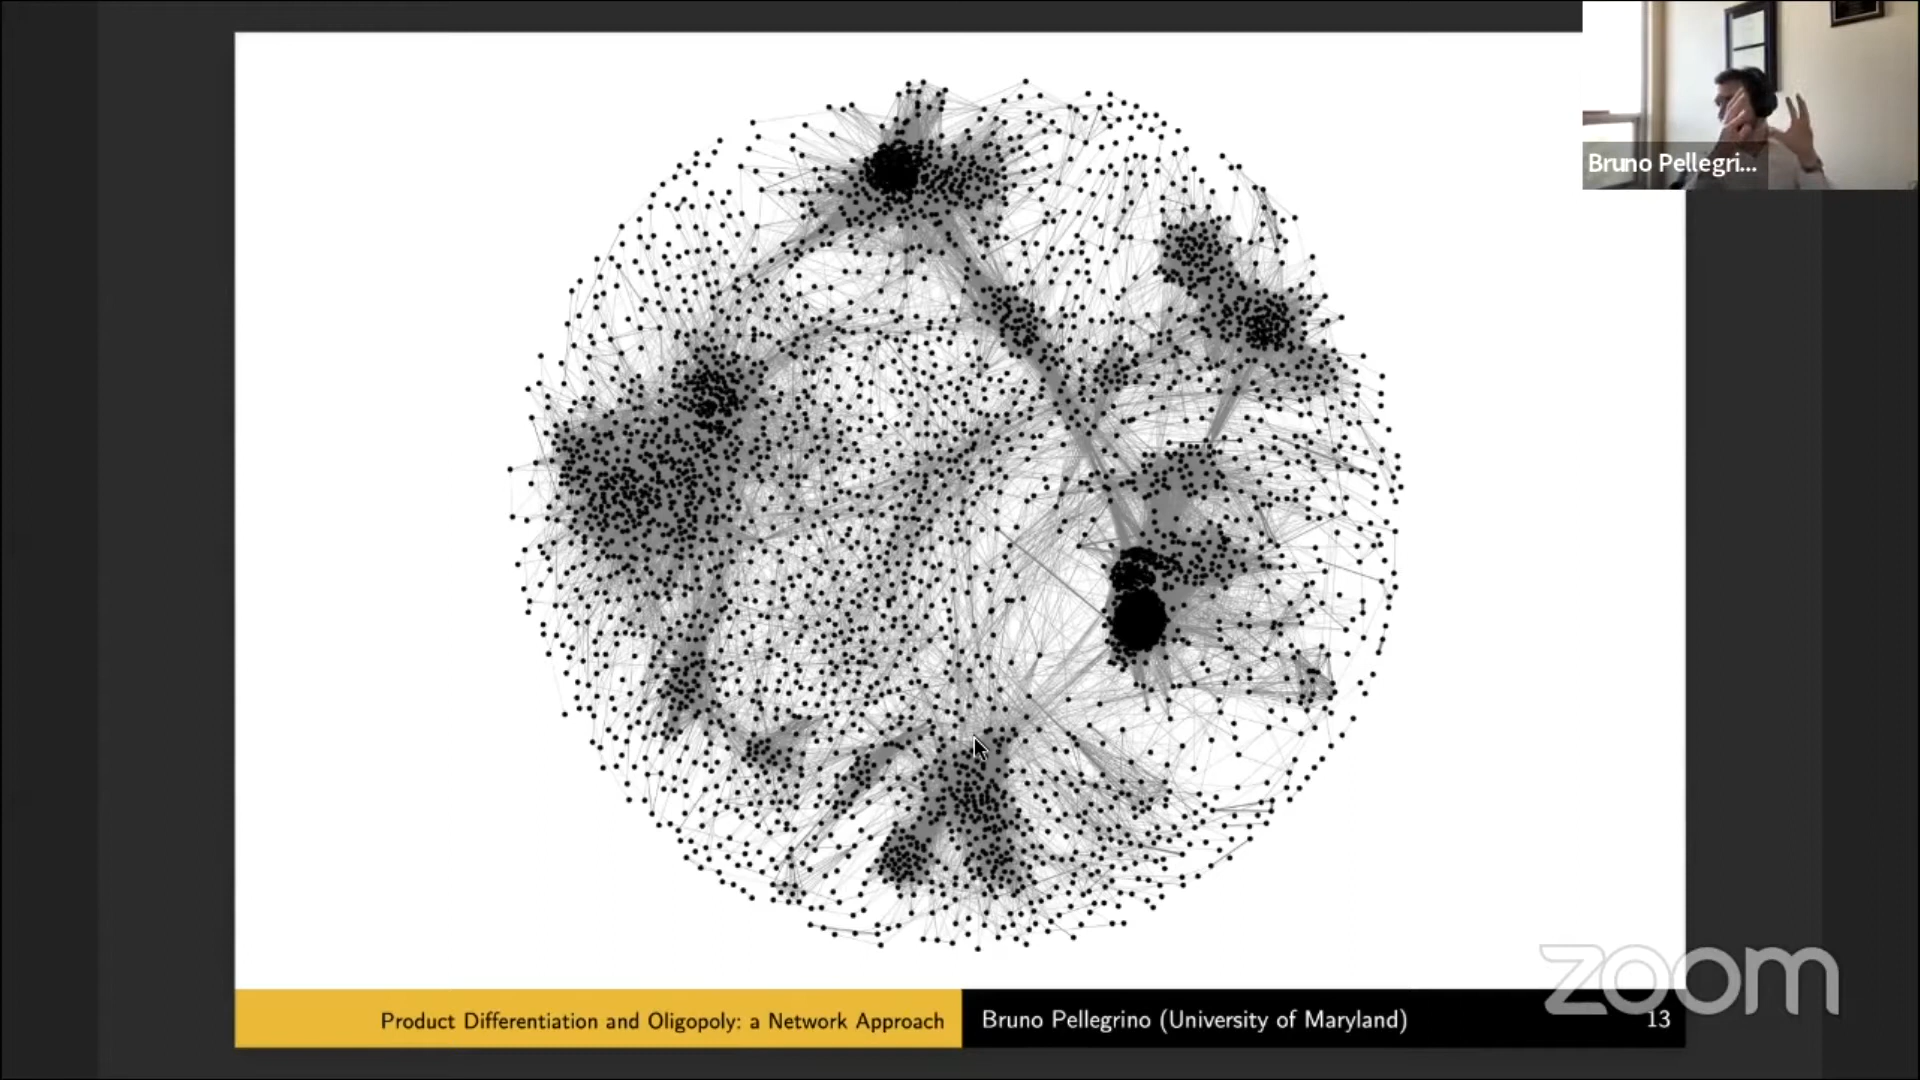 Bruno Pellegri...
Product Differentiation and Oligopoly: a Network Approach
Bruno Pellegrino (University of Maryland)
13
zoom